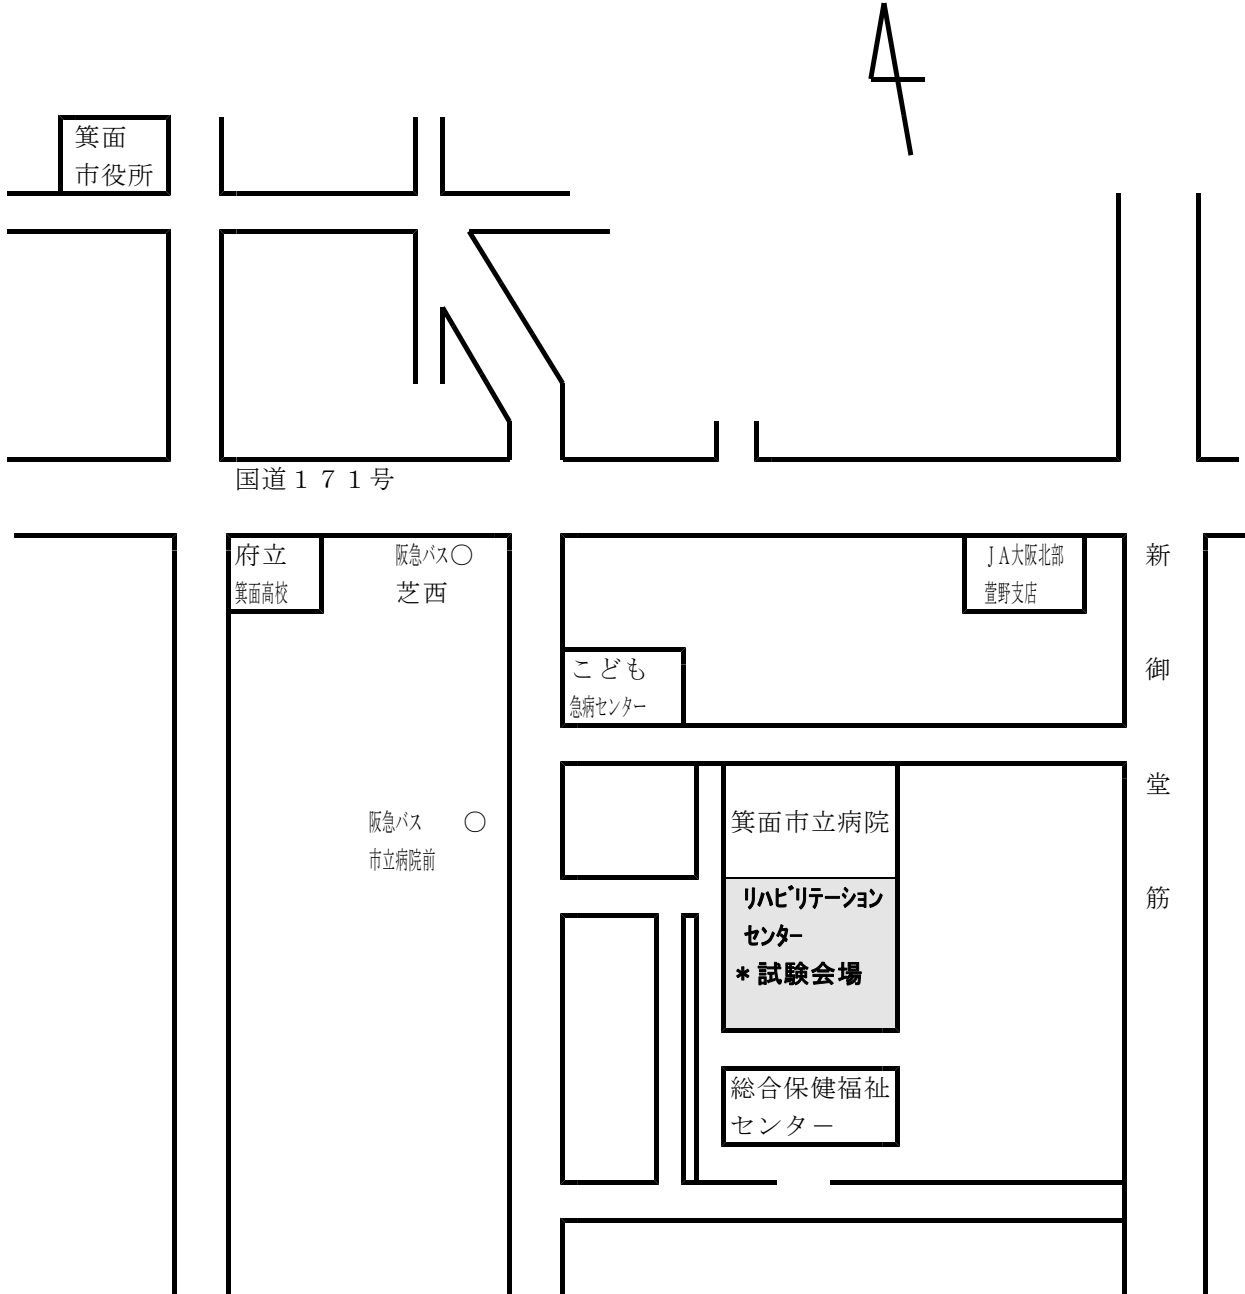 箕面
市役所
国道１７１号
府立
箕面高校
阪急バス〇
芝西
ＪＡ大阪北部
萱野支店
こども
急病センター
新
御
堂
筋
阪急バス　〇
市立病院前
箕面市立病院
リハビリテーション
センター
＊試験会場
総合保健福祉
センター